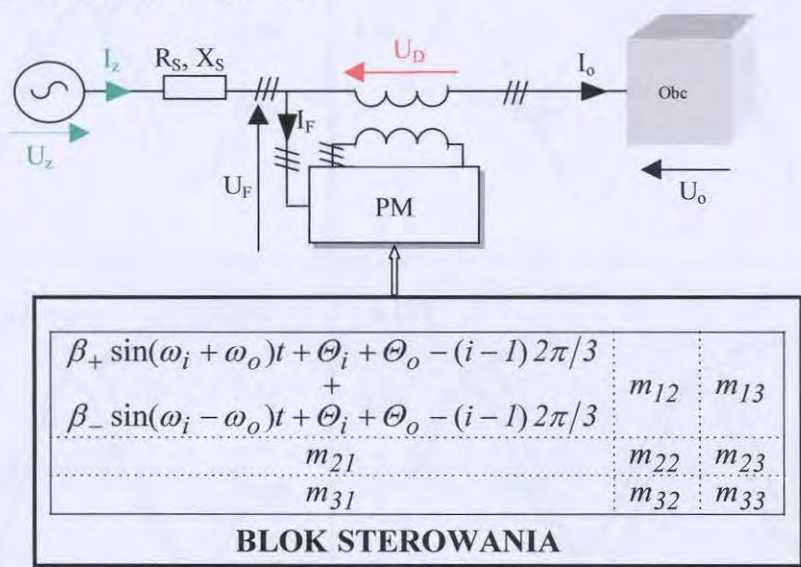 I_z
R_S, X_S
U_D
I_o
Obc
U_z
I_F
U_F
PM
U_o
β_+ sin(ω_i + ω_o)t + Θ_i + Θ_o − (i − 1) 2π/3
+
β_− sin(ω_i − ω_o)t + Θ_i + Θ_o − (i − 1) 2π/3
m_12 m_13
m_21 m_22 m_23
m_31 m_32 m_33
BLOK STEROWANIA